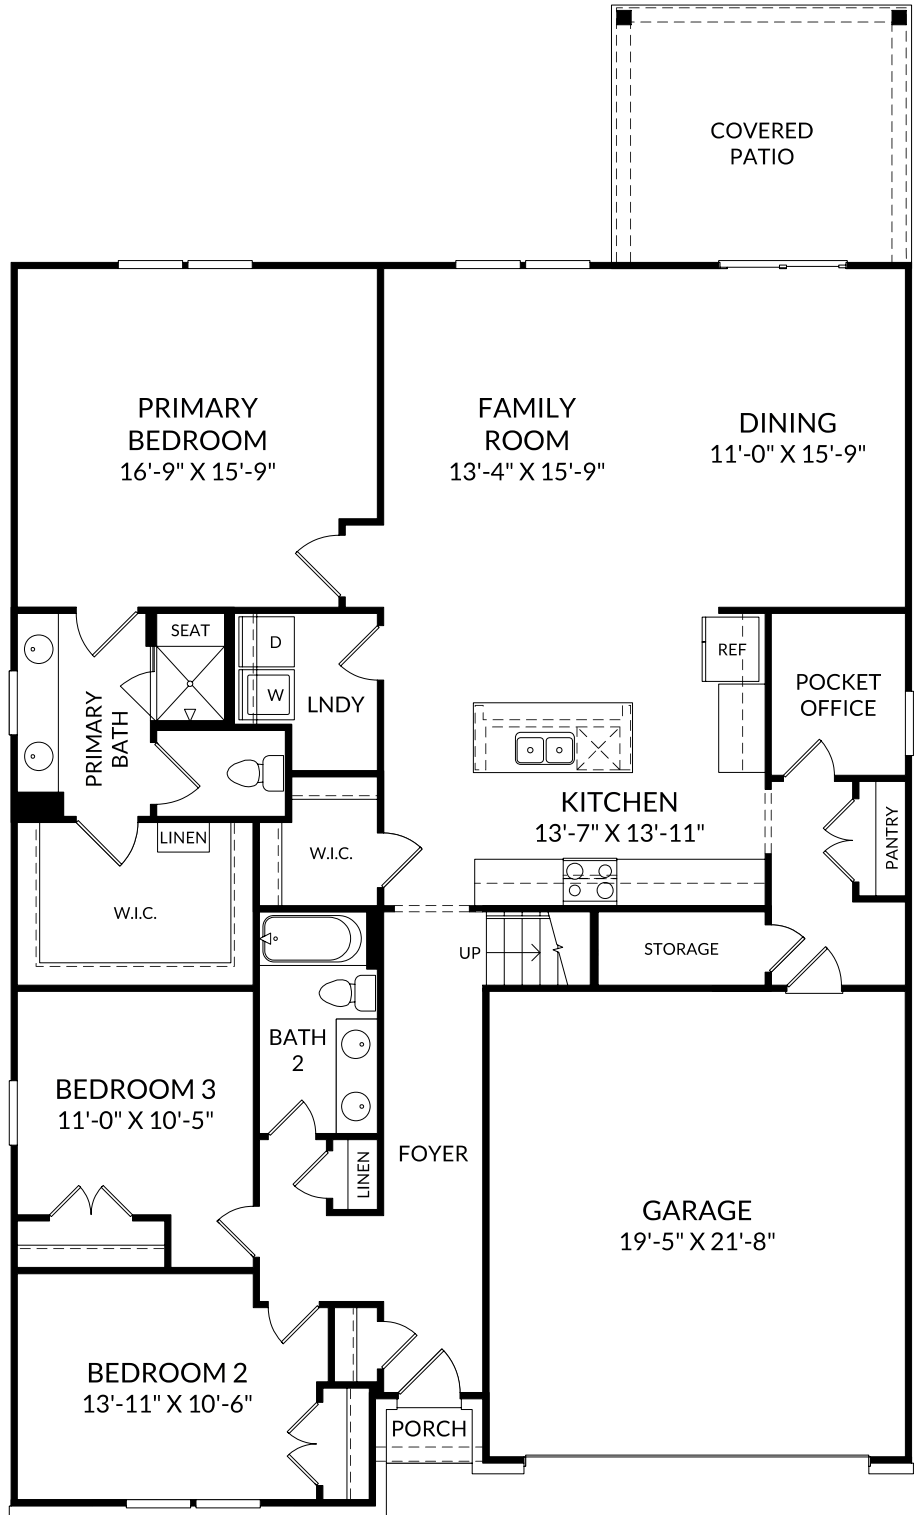 COVERED
PATIO
PRIMARY
BEDROOM
16'-9" X 15'-9"
FAMILY
ROOM
13'-4" X 15'-9"
DINING
11'-0" X 15'-9"
SEAT
D
W
LNDY
REF
POCKET
OFFICE
PRIMARY
BATH
KITCHEN
13'-7" X 13'-11"
LINEN
W.I.C.
W.I.C.
PANTRY
UP
STORAGE
BATH
2
BEDROOM 3
11'-0" X 10'-5"
LINEN
FOYER
GARAGE
19'-5" X 21'-8"
BEDROOM 2
13'-11" X 10'-6"
PORCH